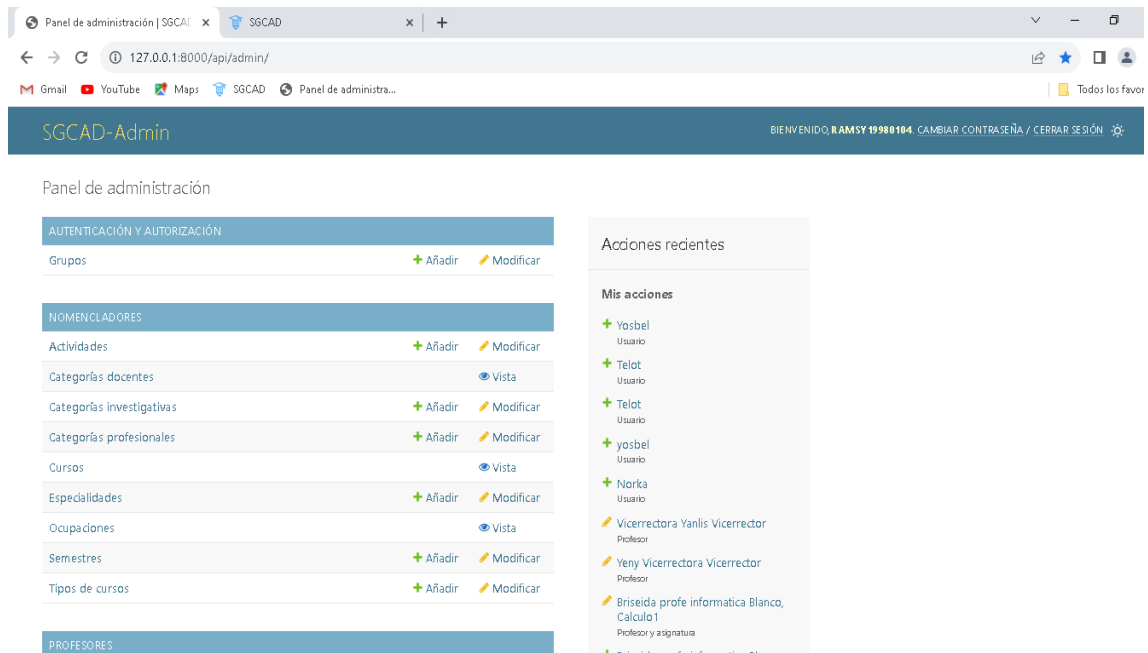 Panel de administración | SGCAD
SGCAD
127.0.0.1:8000/api/admin/
Gmail YouTube Maps SGCAD Panel de administra... Todos los favor
SGCAD-Admin
BIENVENIDO, RAMSY19980104. CAMBIAR CONTRASEÑA / CERRAR SESIÓN
Panel de administración
AUTENTICACIÓN Y AUTORIZACIÓN
Grupos Añadir Modificar
NOMENCLADORES
Actividades Añadir Modificar
Categorías docentes Vista
Categorías investigativas Añadir Modificar
Categorías profesionales Añadir Modificar
Cursos Vista
Especialidades Añadir Modificar
Ocupaciones Vista
Semestres Añadir Modificar
Tipos de cursos Añadir Modificar
PROFESORES
Acciones recientes
Mis acciones
Yosbel
Usuario
Telot
Usuario
Telot
Usuario
yosbel
Usuario
Norka
Usuario
Vicerrectora Yanlis Vicerrector
Profesor
Yeny Vicerrectora Vicerrector
Profesor
Briseida profe informatica Blanco,
Calculo1
Profesor y asignatura